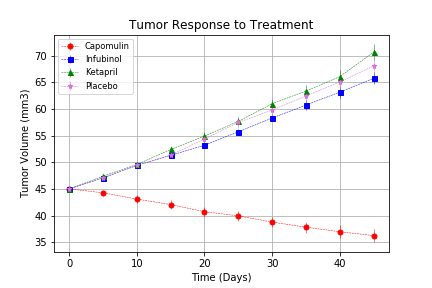 Tumor Response to Treatment
Capomulin
Infubinol
Ketapril
Placebo
Tumor Volume (mm3)
70
65
60
55
50
45
40
35
0 10 20 30 40
Time (Days)